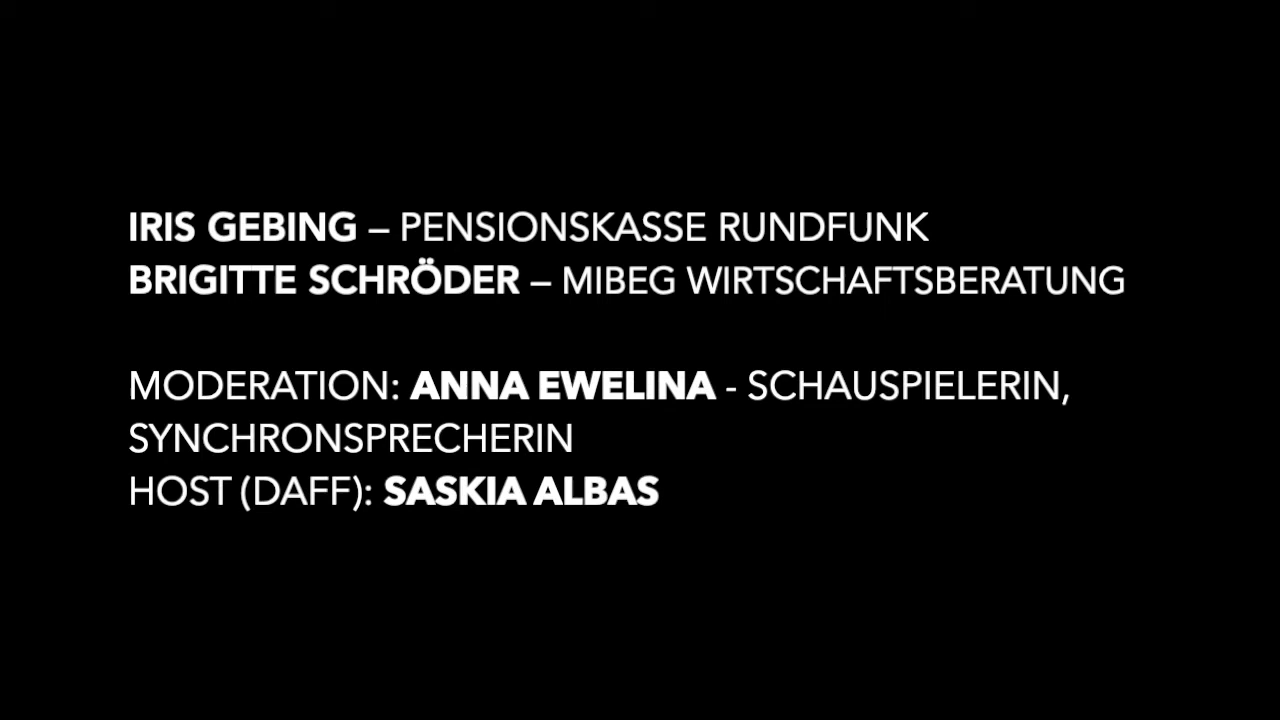 IRIS GEBING – PENSIONSKASSE RUNDFUNK
BRIGITTE SCHRÖDER – MIBEG WIRTSCHAFTSBERATUNG
MODERATION: ANNA EWELINA - SCHAUSPIELERIN,
SYNCHRONSPRECHERIN
HOST (DAFF): SASKIA ALBAS